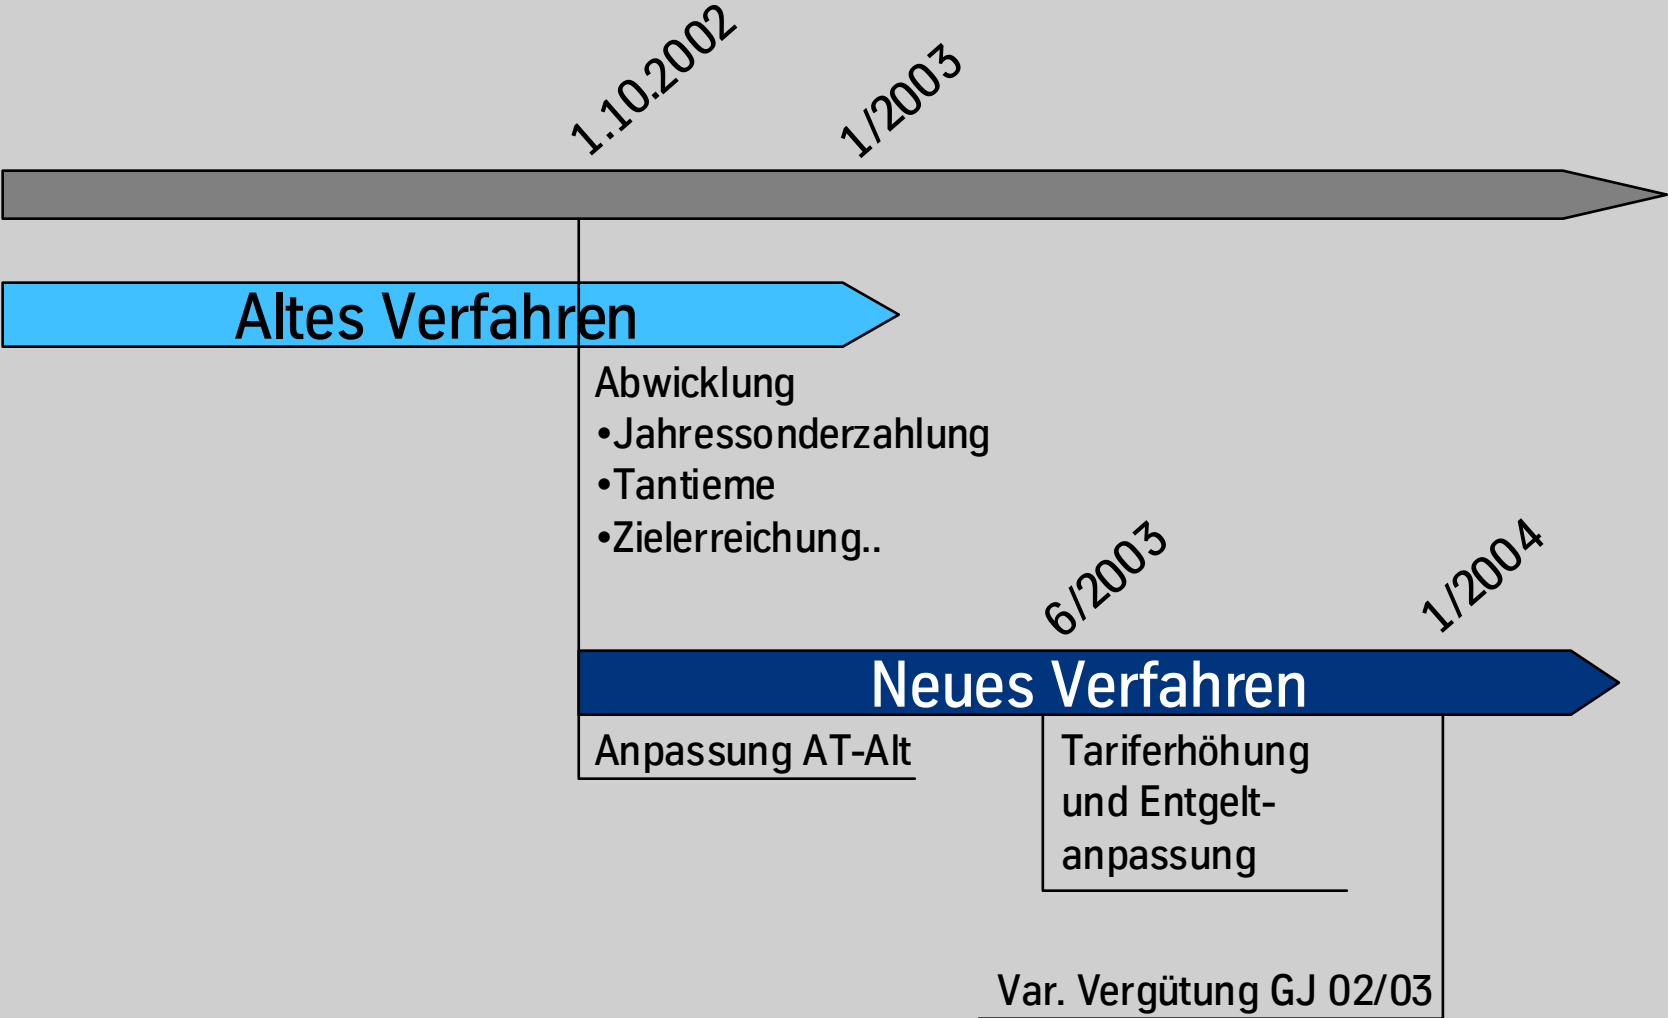 1.10.2002
1/2003
Altes Verfahren
Abwicklung
•Jahressonderzahlung
•Tantieme
•Zielerreichung..
6/2003
1/2004
Neues Verfahren
Anpassung AT-Alt
Tariferhöhung
und Entgelt-
anpassung
Var. Vergütung GJ 02/03